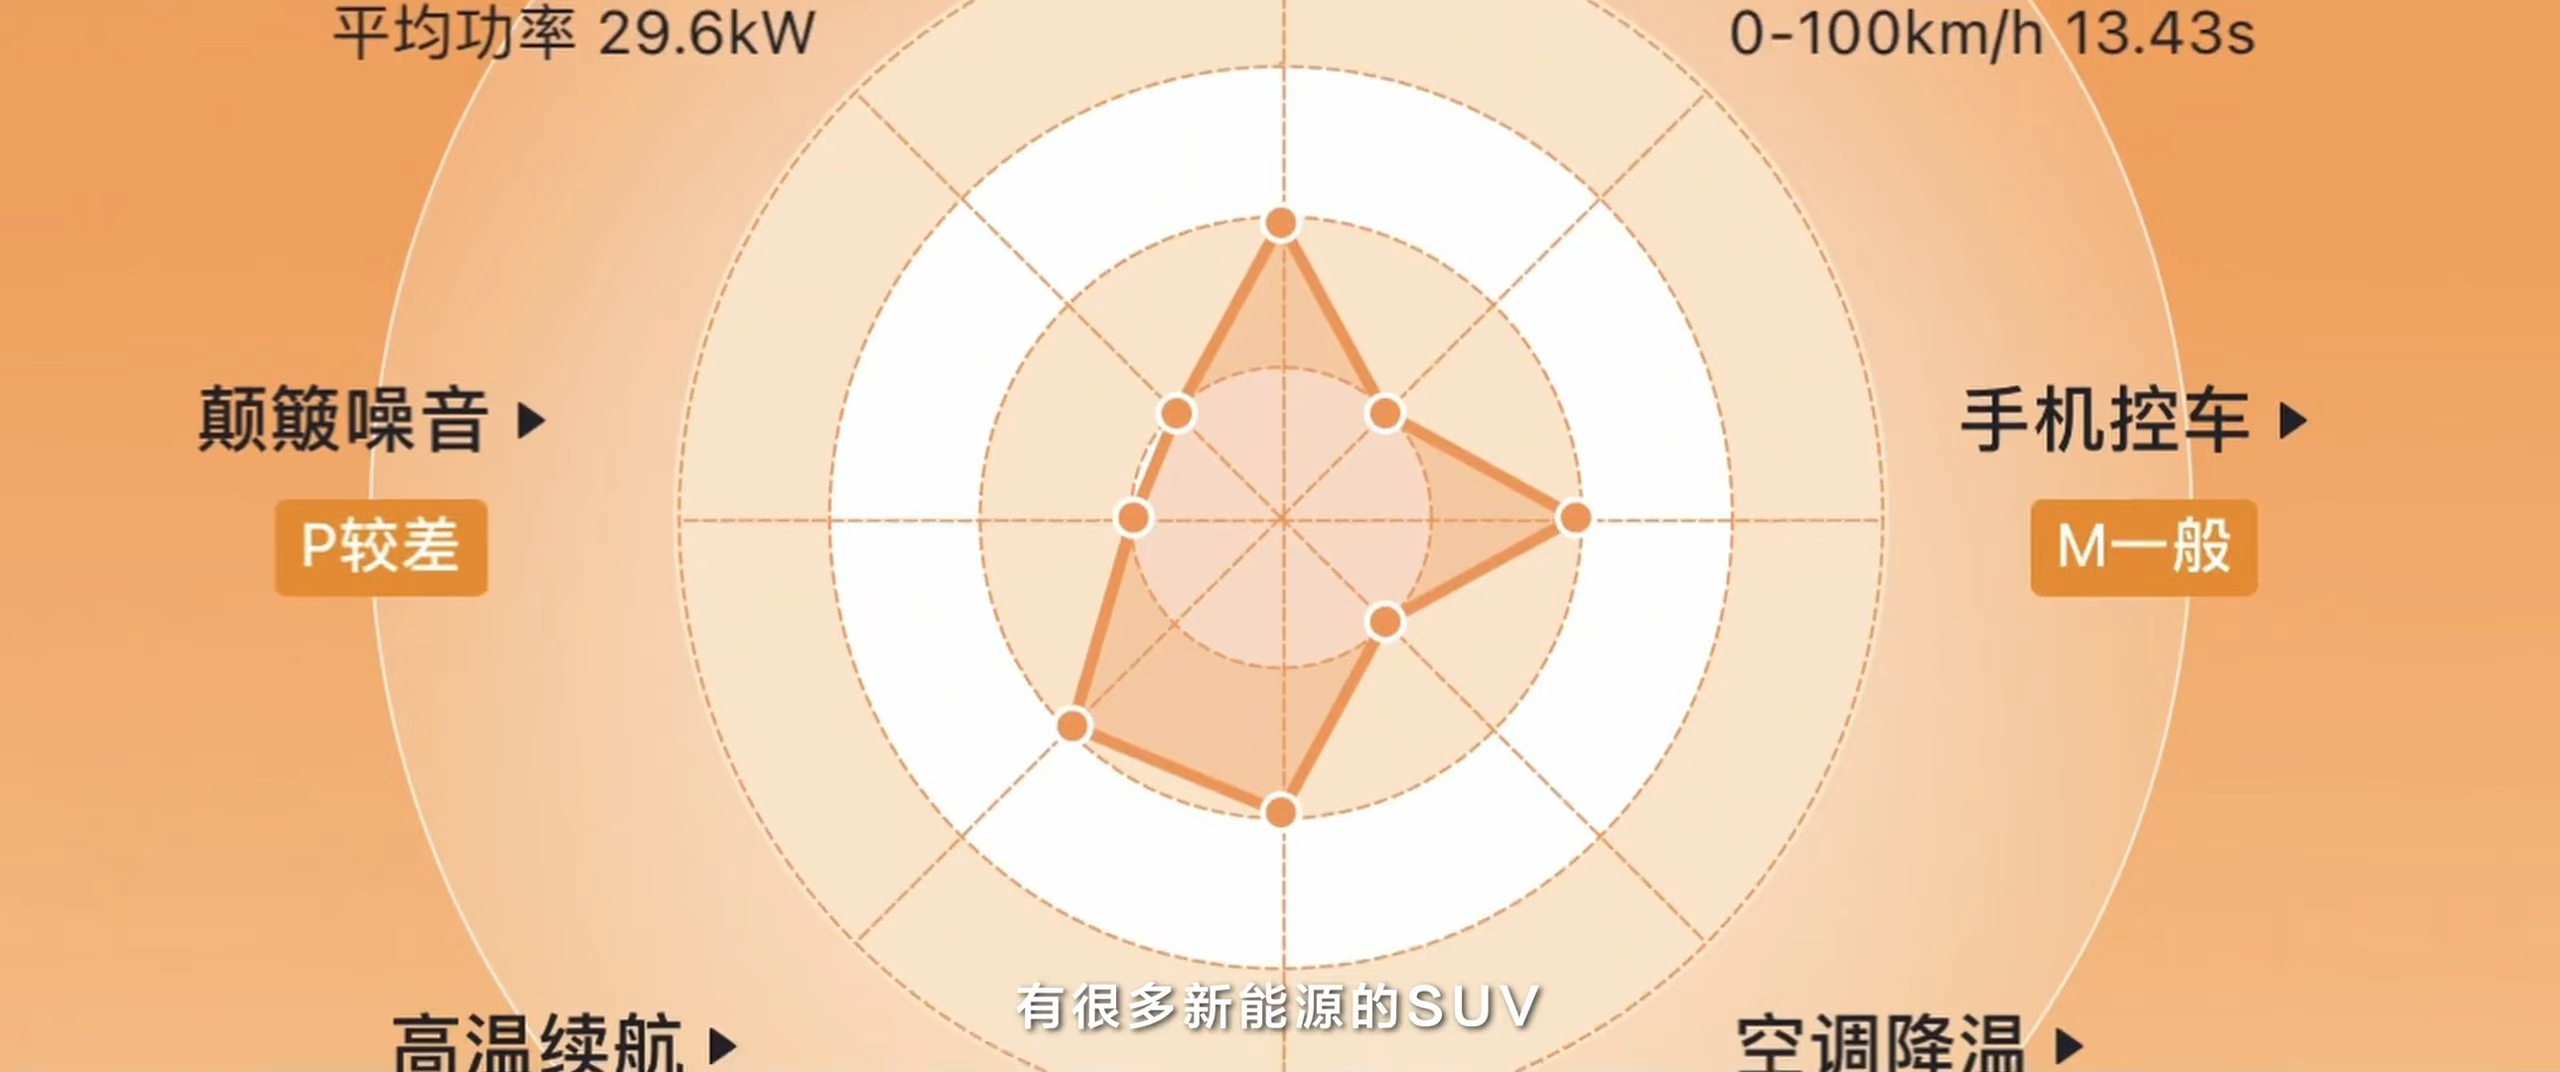 平均功率 29.6kW
0-100km/h 13.43s
颠簸噪音
P较差
手机控车
M一般
高温续航
空调降温
有很多新能源的SUV